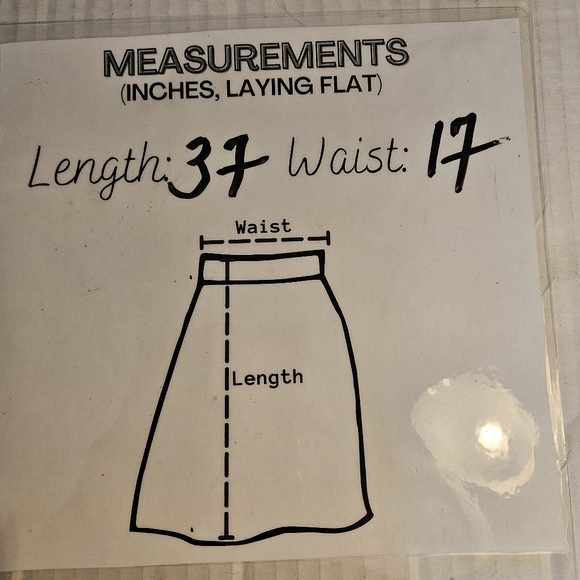 MEASUREMENTS
(INCHES, LAYING FLAT)
Length: 37 Waist: 17
Waist
Length